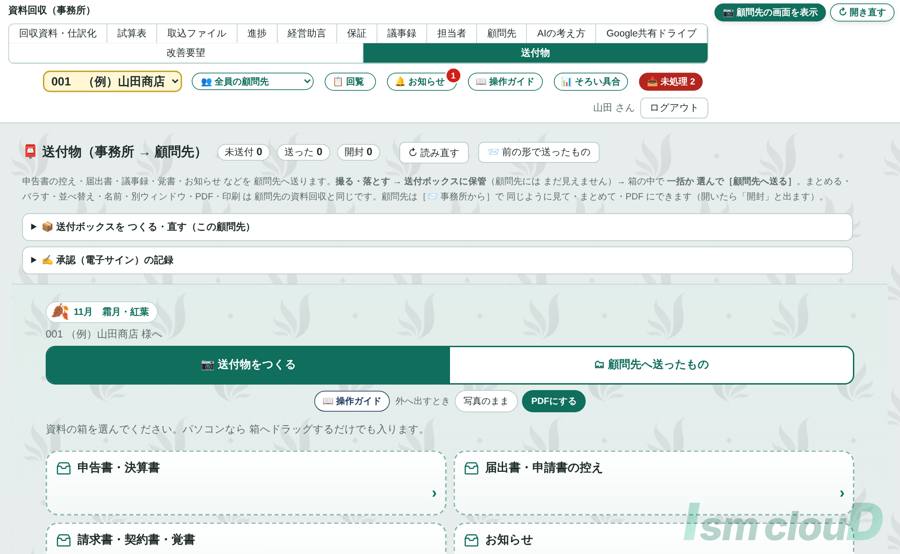 資料回収（事務所）
📷 顧問先の画面を表示
↻ 開き直す
回収資料・仕訳化 試算表 取込ファイル 進捗 経営助言 保証 議事録 担当者 顧問先 AIの考え方 Google共有ドライブ
改善要望 送付物
001 （例）山田商店
👥 全員の顧問先
📋 回覧
🔔 お知らせ 1
📖 操作ガイド
📊 そろい具合
📥 未処理 2
山田 さん ログアウト
📮 送付物（事務所 → 顧問先） 未送付 0 送った 0 開封 0 ↻ 読み直す 📨 前の形で送ったもの
申告書の控え・届出書・議事録・覚書・お知らせ などを 顧問先へ送ります。撮る・落とす → 送付ボックスに保管（顧問先には まだ見えません）→ 箱の中で 一括か 選んで［顧問先へ送る］。まとめる・
バラす・並べ替え・名前・別ウィンドウ・PDF・印刷 は 顧問先の資料回収と同じです。顧問先は［📨 事務所から］で 同じように見て・まとめて・PDF にできます（開いたら「開封」と出ます）。
▶ 📦 送付ボックスを つくる・直す（この顧問先）
▶ ✍ 承認（電子サイン）の記録
🍂 11月 霜月・紅葉
001 （例）山田商店 様へ
📷 送付物をつくる
🗂 顧問先へ送ったもの
📖 操作ガイド 外へ出すとき 写真のまま PDFにする
資料の箱を選んでください。パソコンなら 箱へドラッグするだけでも入ります。
申告書・決算書 ›
届出書・申請書の控え ›
請求書・契約書・覚書
お知らせ
Ism clouD